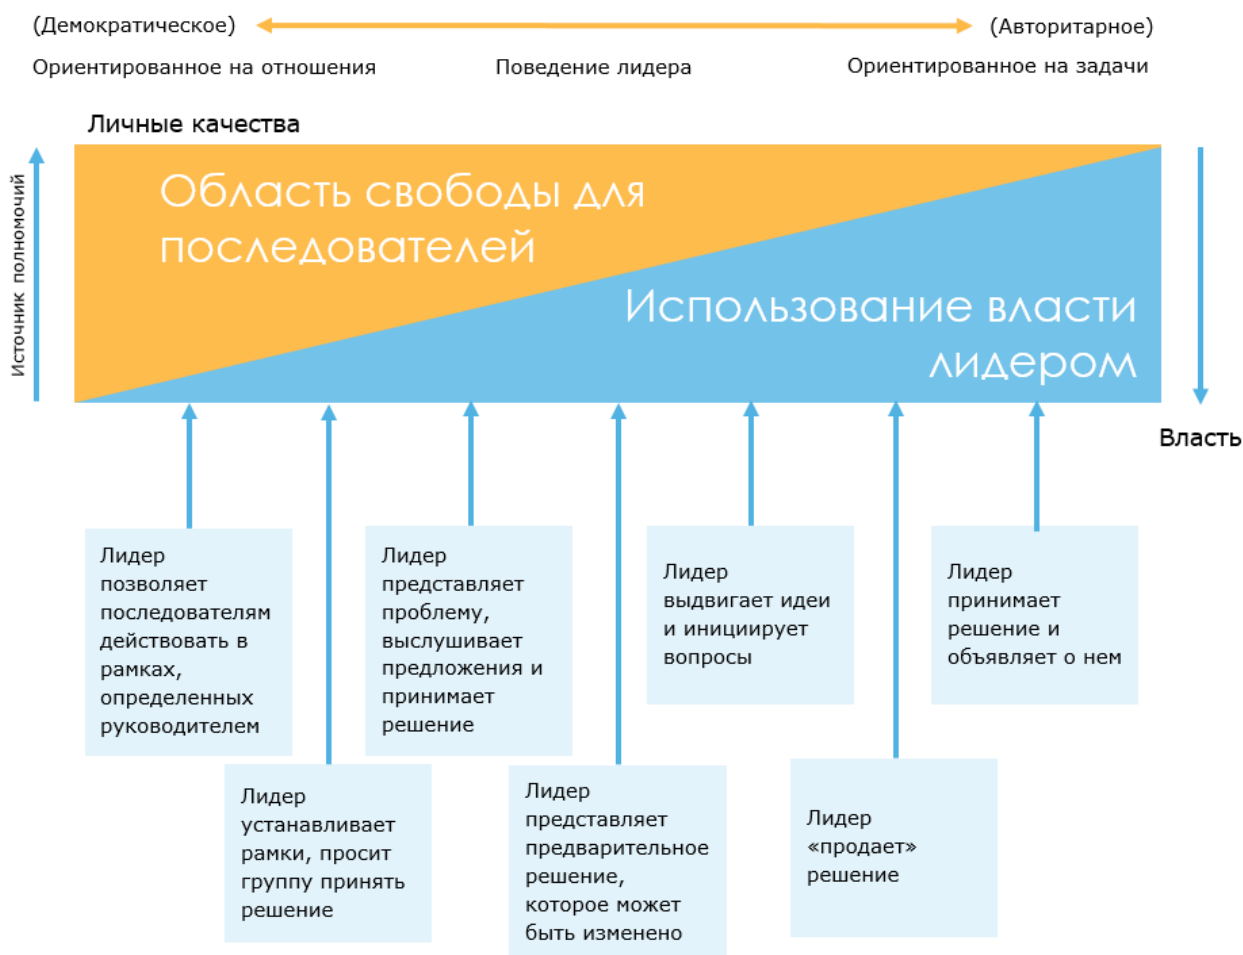 (Демократическое)
(Авторитарное)
Ориентированное на отношения
Поведение лидера
Ориентированное на задачи
Личные качества
Источник полномочий
Область свободы для
последователей
Использование власти
лидером
Власть
Лидер
позволяет
последователям
действовать в
рамках,
определенных
руководителем
Лидер
устанавливает
рамки, просит
группу принять
решение
Лидер
представляет
проблему,
выслушивает
предложения и
принимает
решение
Лидер
представляет
предварительное
решение,
которое может
быть изменено
Лидер
выдвигает идеи
и инициирует
вопросы
Лидер
«продает»
решение
Лидер
принимает
решение и
объявляет о нем